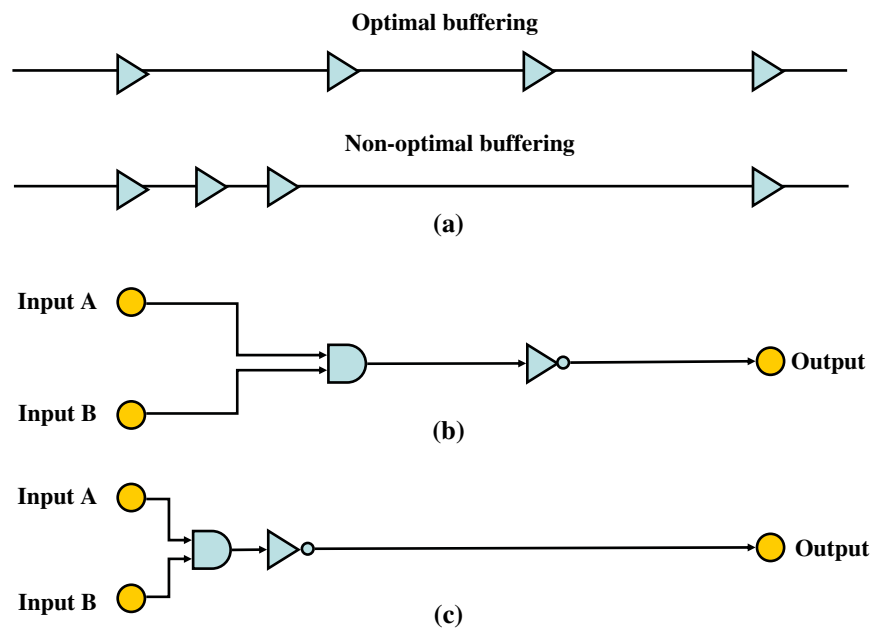 Optimal buffering
Non-optimal buffering
(a)
Input A
Output
Input B
(b)
Input A
Output
Input B
(c)